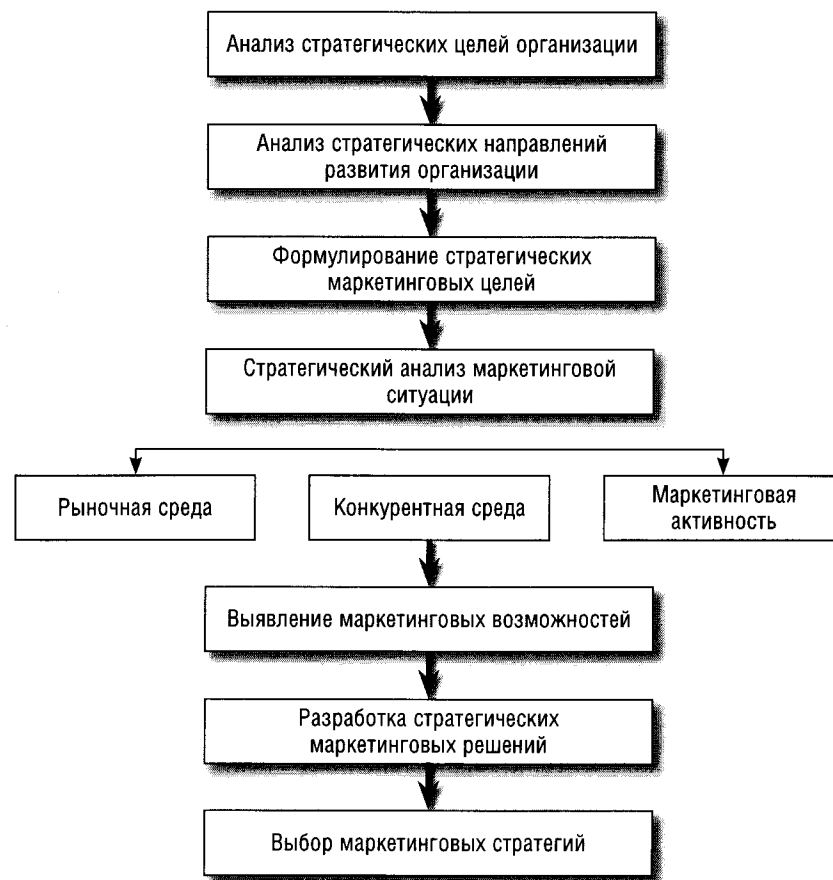 Анализ стратегических целей организации
Анализ стратегических направлений
развития организации
Формулирование стратегических
маркетинговых целей
Стратегический анализ маркетинговой
ситуации
Рыночная среда
Конкурентная среда
Маркетинговая
активность
Выявление маркетинговых возможностей
Разработка стратегических
маркетинговых решений
Выбор маркетинговых стратегий